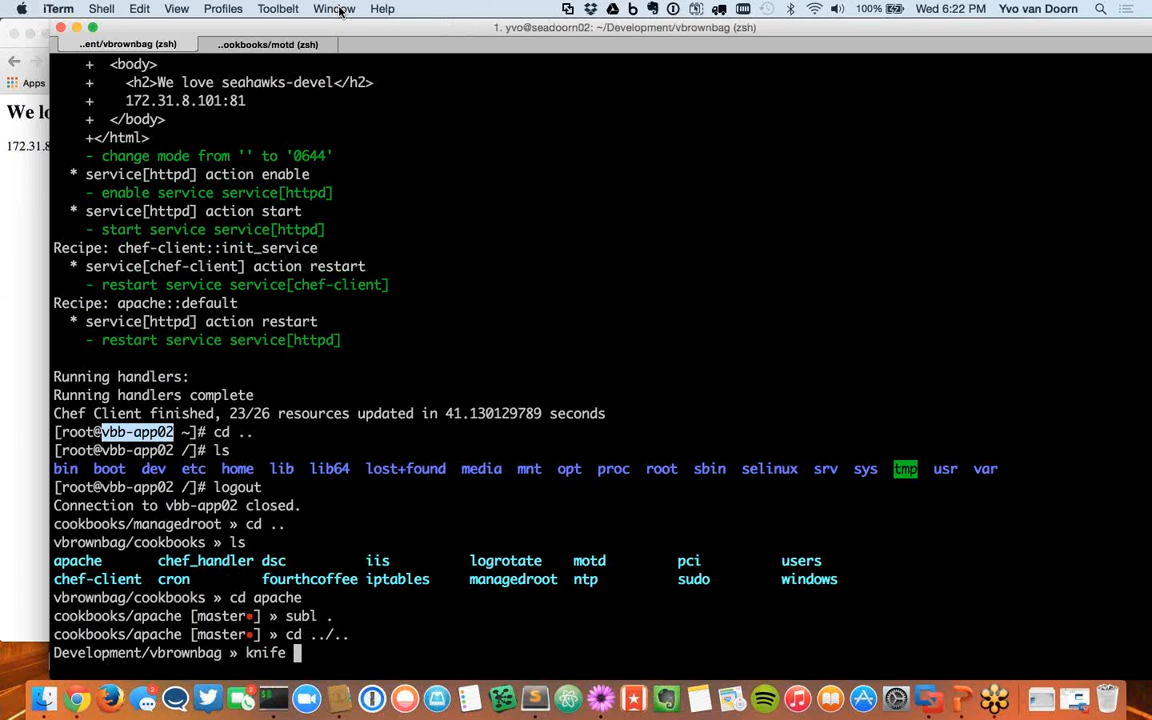 iTerm Shell Edit View Profiles Toolbelt Window Help 100% Wed 6:22 PM Yvo van Doorn
1. yvo@seadoorn02: ~/Development/vbrownbag (zsh)
..ent/vbrownbag (zsh) ..ookbooks/motd (zsh)
Apps
We lo
172.31.8
+ <body>
+ <h2>We love seahawks-devel</h2>
+ 172.31.8.101:81
+ </body>
+</html>
- change mode from '' to '0644'
* service[httpd] action enable
- enable service service[httpd]
* service[httpd] action start
- start service service[httpd]
Recipe: chef-client::init_service
* service[chef-client] action restart
- restart service service[chef-client]
Recipe: apache::default
* service[httpd] action restart
- restart service service[httpd]
Running handlers:
Running handlers complete
Chef Client finished, 23/26 resources updated in 41.130129789 seconds
[root@vbb-app02 ~]# cd ..
[root@vbb-app02 /]# ls
bin boot dev etc home lib lib64 lost+found media mnt opt proc root sbin selinux srv sys tmp usr var
[root@vbb-app02 /]# logout
Connection to vbb-app02 closed.
cookbooks/managedroot » cd ..
vbrownbag/cookbooks » ls
apache chef_handler dsc iis logrotate motd pci users
chef-client cron fourthcoffee iptables managedroot ntp sudo windows
vbrownbag/cookbooks » cd apache
cookbooks/apache [master●] » subl .
cookbooks/apache [master●] » cd ../..
Development/vbrownbag » knife